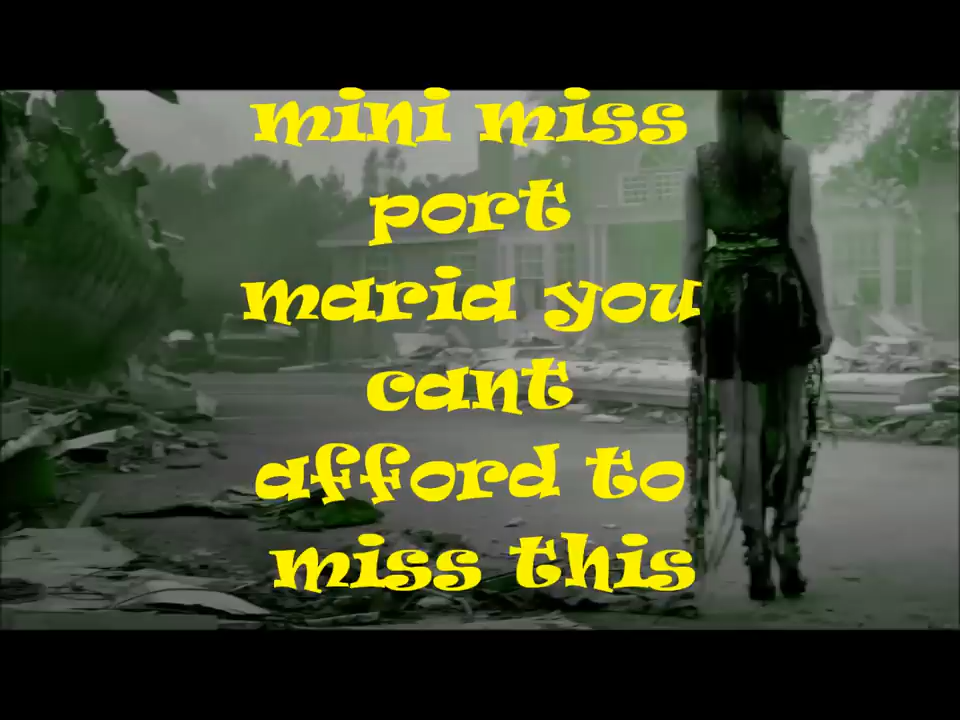 mini miss
port
maria you
cant
afford to
miss this